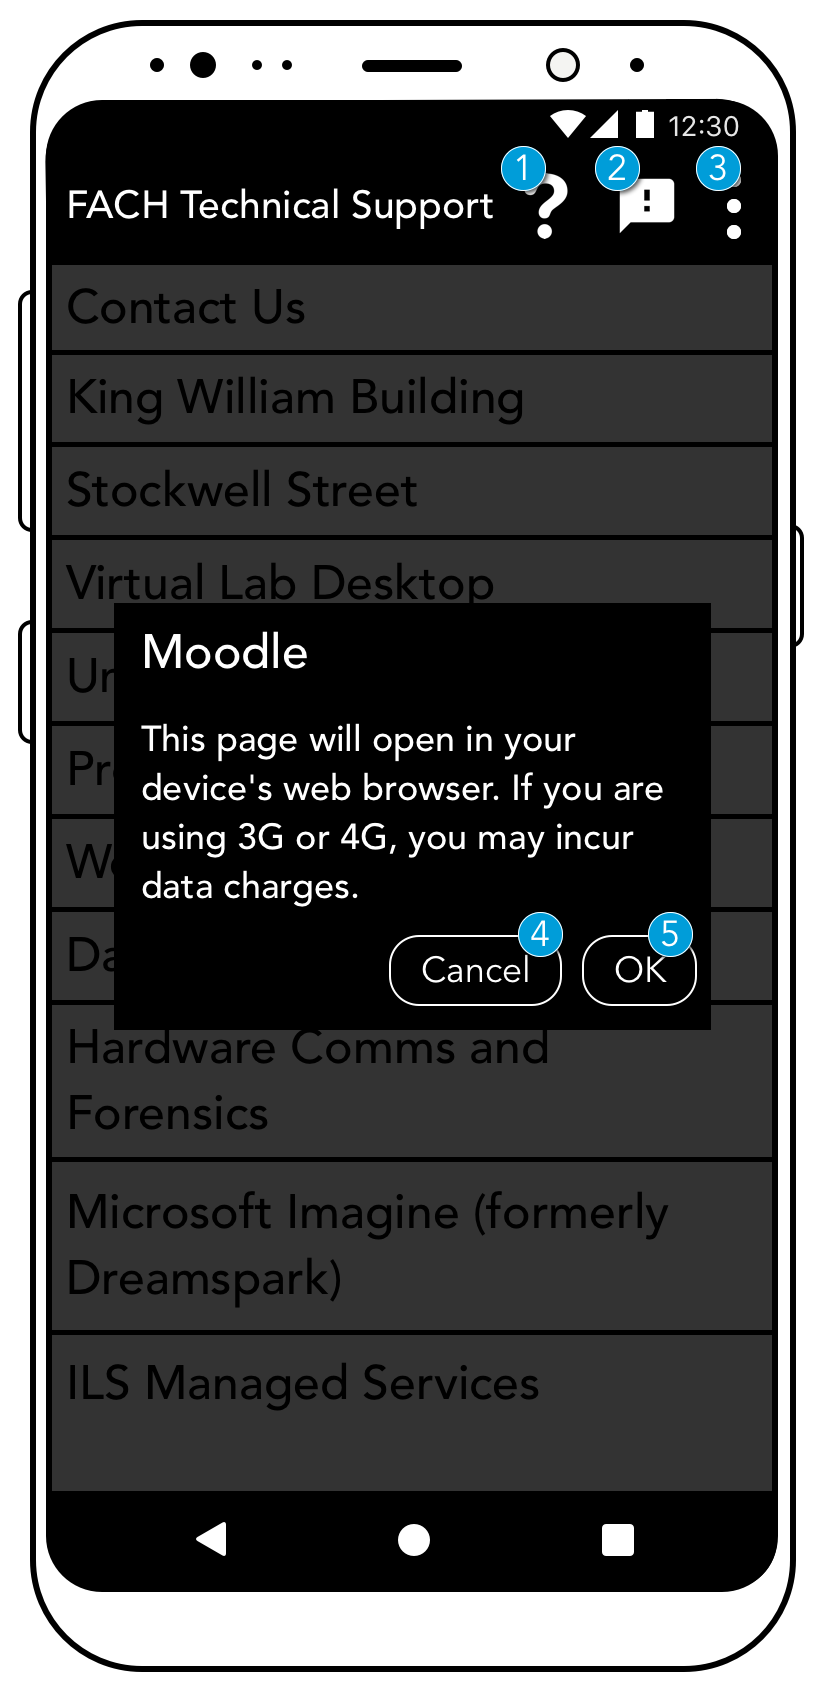 12:30
1 2 3
FACH Technical Support
Contact Us
King William Building
Stockwell Street
Virtual Lab Desktop
Moodle
This page will open in your
device's web browser. If you are
using 3G or 4G, you may incur
data charges.
4 5
Cancel OK
Hardware Comms and
Forensics
Microsoft Imagine (formerly
Dreamspark)
ILS Managed Services